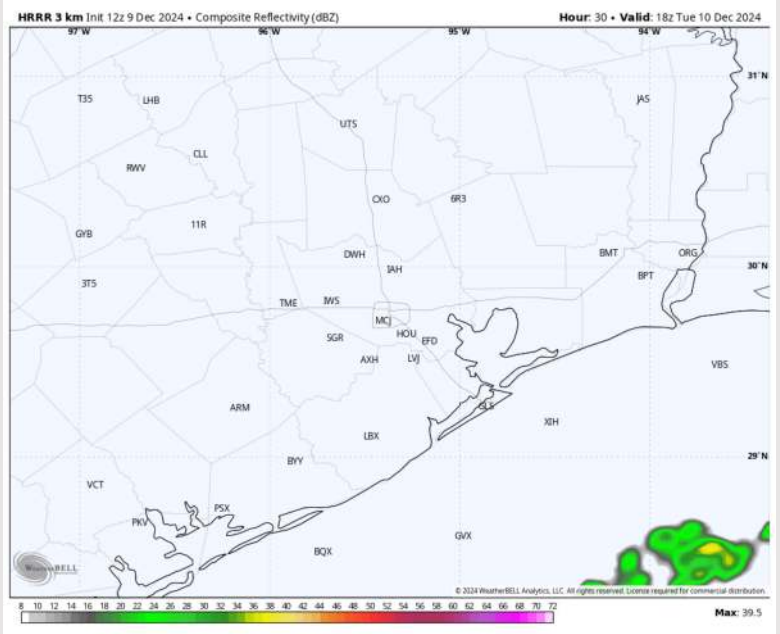 HRRR 3 km Init 12z 9 Dec 2024 • Composite Reflectivity (dBZ)
Hour: 30 • Valid: 18z Tue 10 Dec 2024
97°W 96°W 95°W 94°W
31°N
T35 LHB JAS
UTS
CLL
RWV
CXO 6R3
11R
GYB
DWH BMT ORG
IAH 30°N
BPT
3T5
TME IWS
MCJ
SGR HOU EFD
AXH LVJ VBS
ARM GLS
XIH
LBX
BYY 29°N
VCT
PSX
PKV
GVX
BQX
WeatherBELL
© 2024 WeatherBELL Analytics, LLC. All rights reserved. License required for commercial distribution.
8 10 12 14 16 18 20 22 24 26 28 30 32 34 36 38 40 42 44 46 48 50 52 54 56 58 60 62 64 66 68 70 72
Max: 39.5